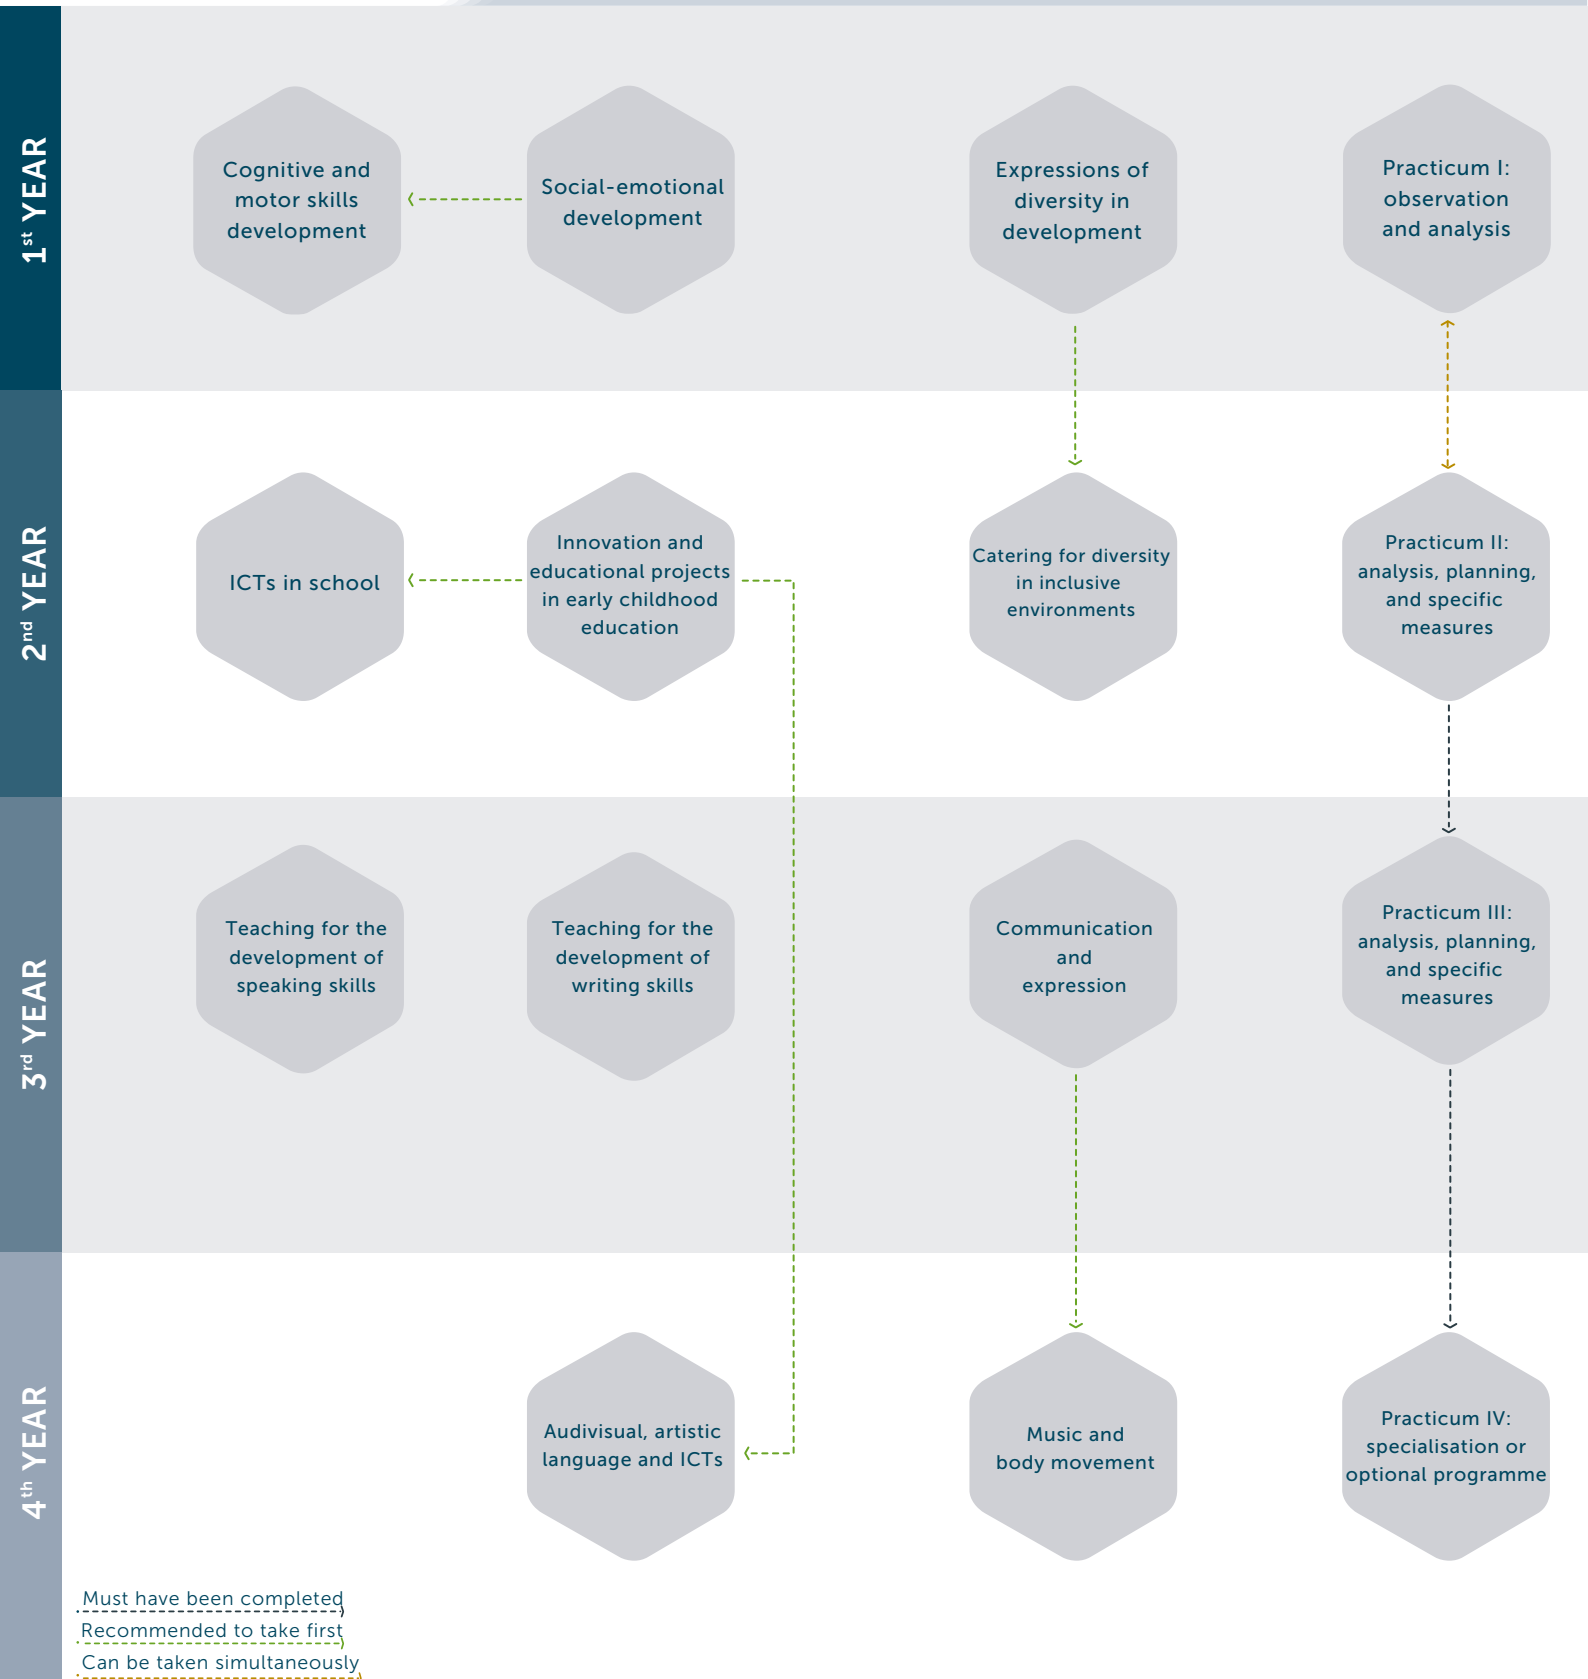 1st YEAR
Cognitive and
motor skills
development
Social-emotional
development
Expressions of
diversity in
development
Practicum I:
observation
and analysis
2nd YEAR
ICTs in school
Innovation and
educational projects
in early childhood
education
Catering for diversity
in inclusive
environments
Practicum II:
analysis, planning,
and specific
measures
3rd YEAR
Teaching for the
development of
speaking skills
Teaching for the
development of
writing skills
Communication
and
expression
Practicum III:
analysis, planning,
and specific
measures
4th YEAR
Audivisual, artistic
language and ICTs
Music and
body movement
Practicum IV:
specialisation or
optional programme
Must have been completed
Recommended to take first
Can be taken simultaneously